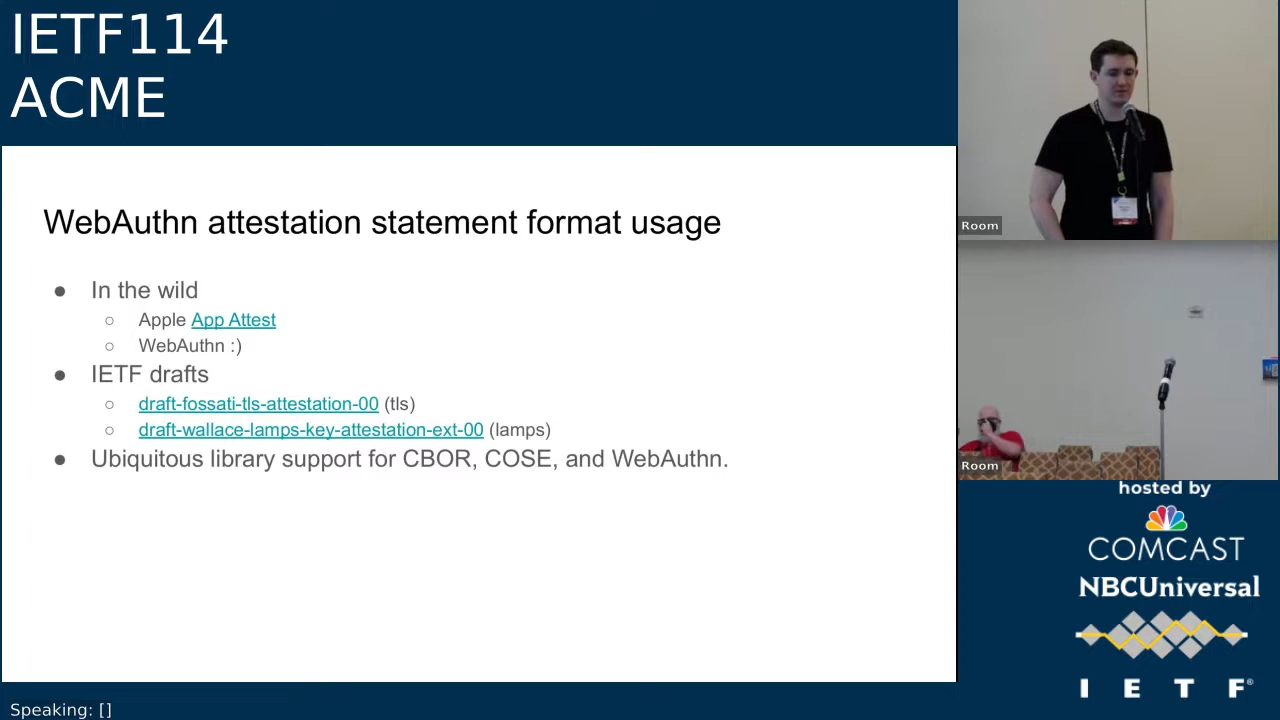 IETF114
ACME
WebAuthn attestation statement format usage
● In the wild
○ Apple App Attest
○ WebAuthn :)
● IETF drafts
○ draft-fossati-tls-attestation-00 (tls)
○ draft-wallace-lamps-key-attestation-ext-00 (lamps)
● Ubiquitous library support for CBOR, COSE, and WebAuthn.
Room
Room
hosted by
COMCAST
NBCUniversal
I E T F®
Speaking: []